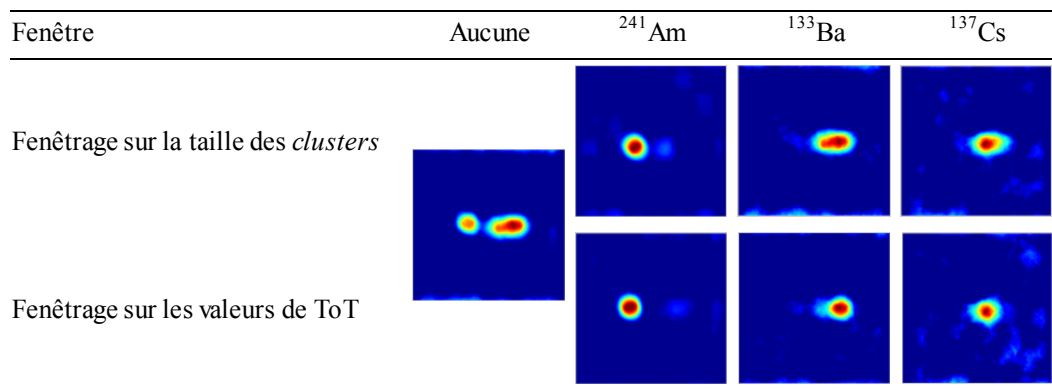 Fenêtre Aucune ²⁴¹Am ¹³³Ba ¹³⁷Cs
Fenêtrage sur la taille des clusters
Fenêtrage sur les valeurs de ToT